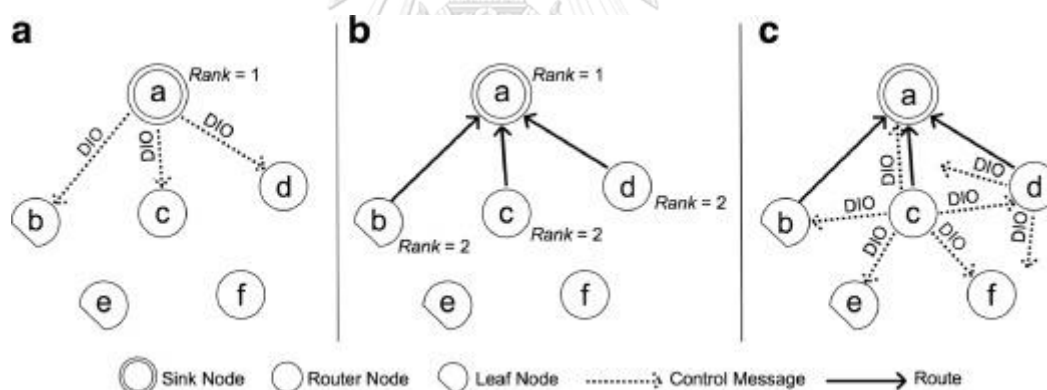 a
b
c
a
Rank = 1
DIO
DIO
DIO
b
c
d
e
f
a
Rank = 1
b
Rank = 2
c
Rank = 2
d
Rank = 2
e
f
a
DIO
DIO
d
b
DIO
c
DIO
DIO
DIO
DIO
e
f
Sink Node
Router Node
Leaf Node
Control Message
Route